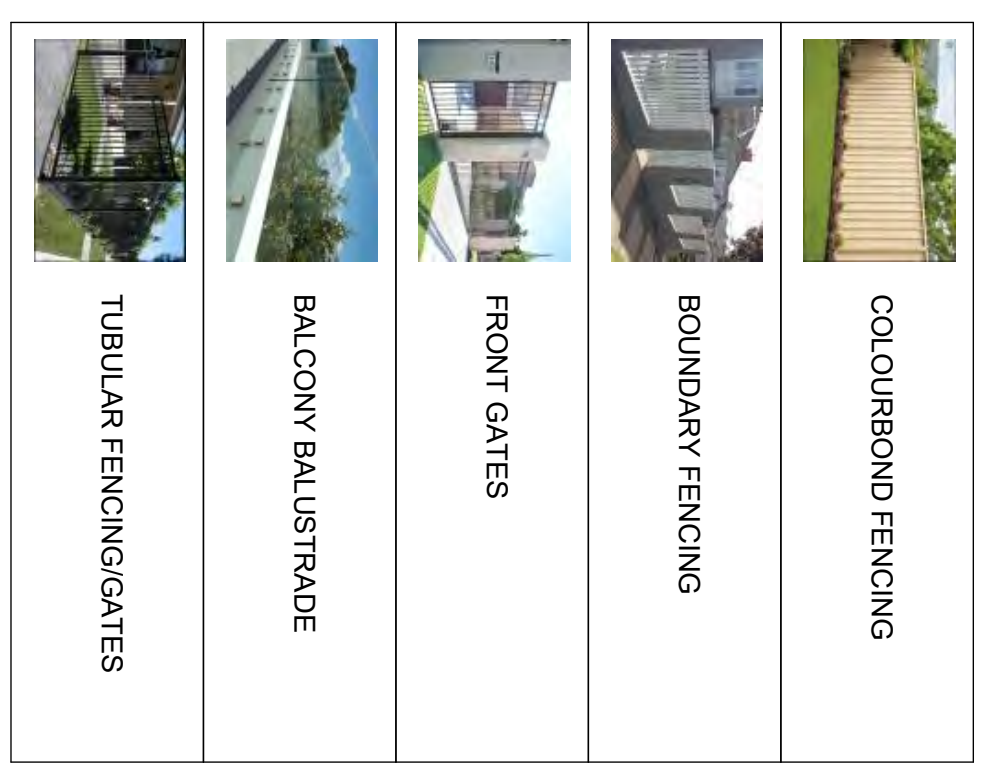 COLOURBOND FENCING
BOUNDARY FENCING
FRONT GATES
BALCONY BALUSTRADE
TUBULAR FENCING/GATES